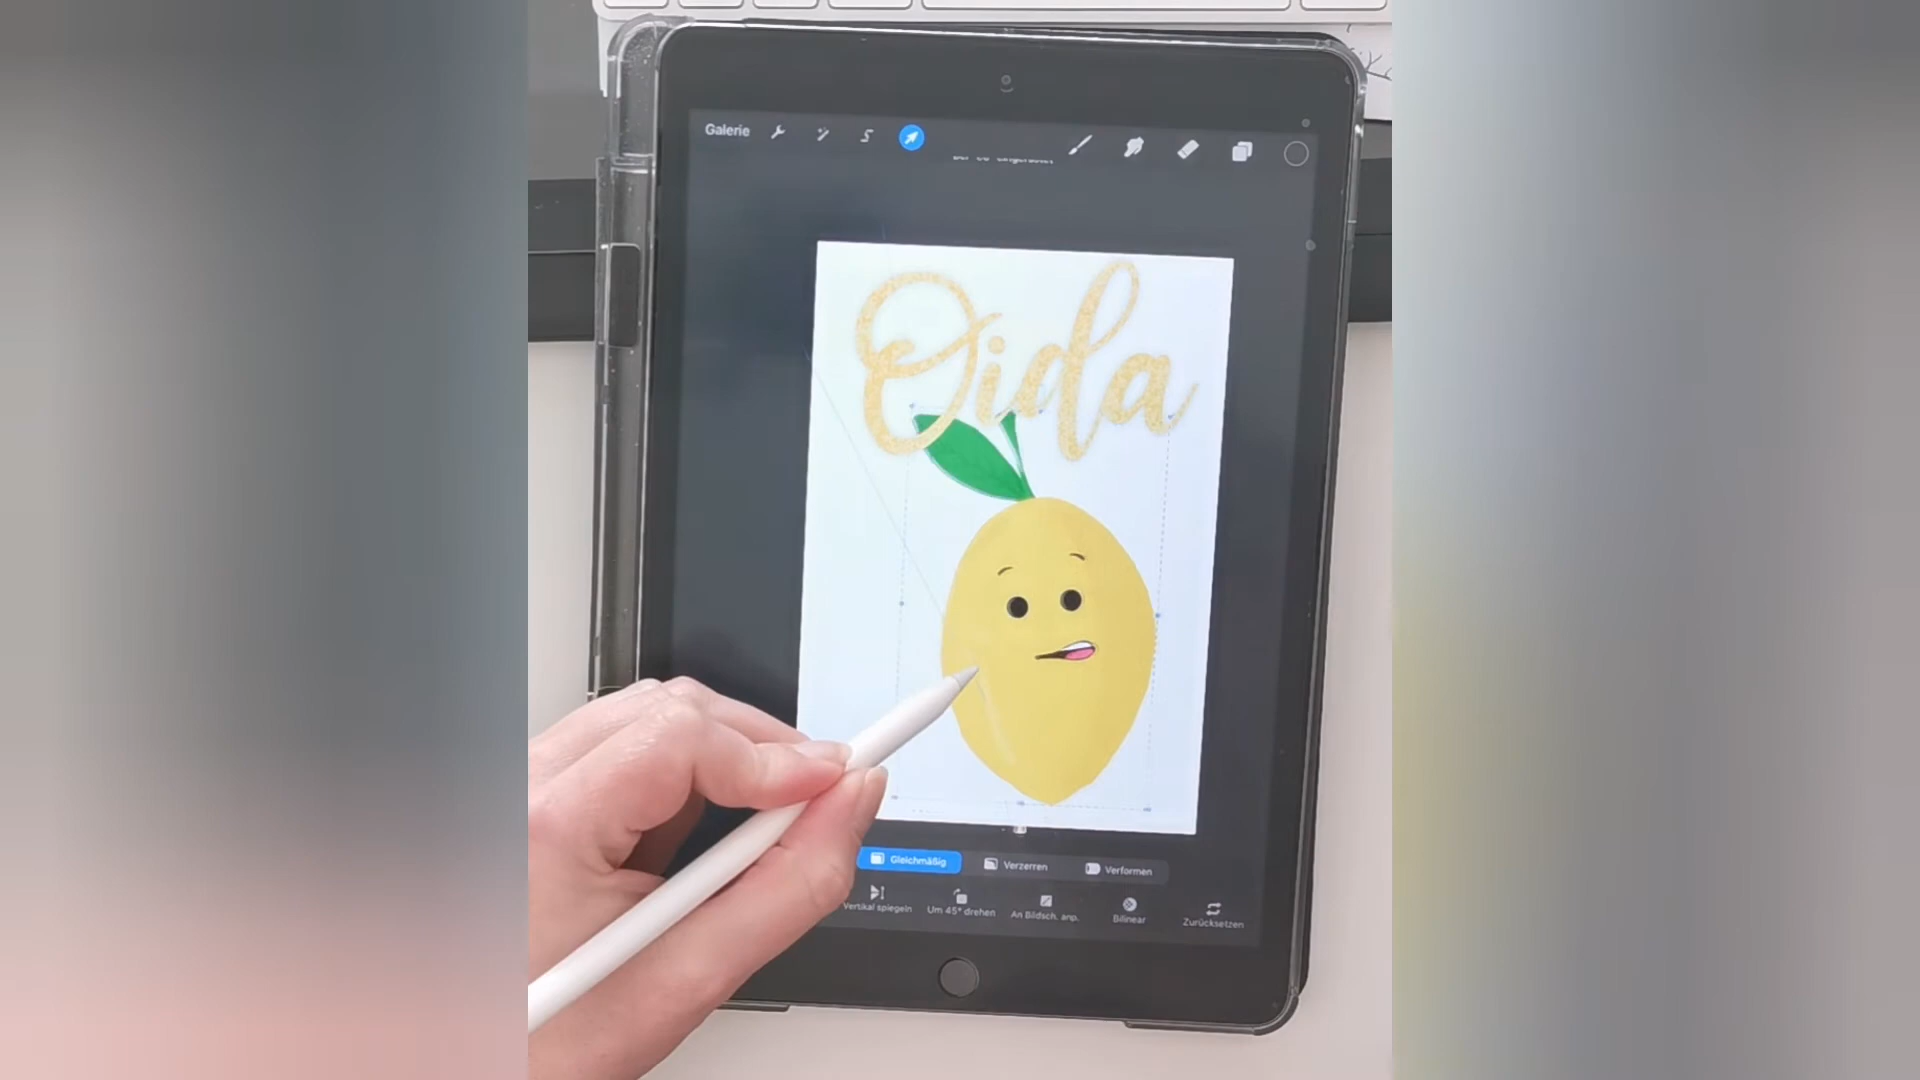 Galerie
Oida
Gleichmäßig Verzerren Verformen
Vertikal spiegeln Um 45° drehen An Bildsch. anp. Bilinear Zurücksetzen